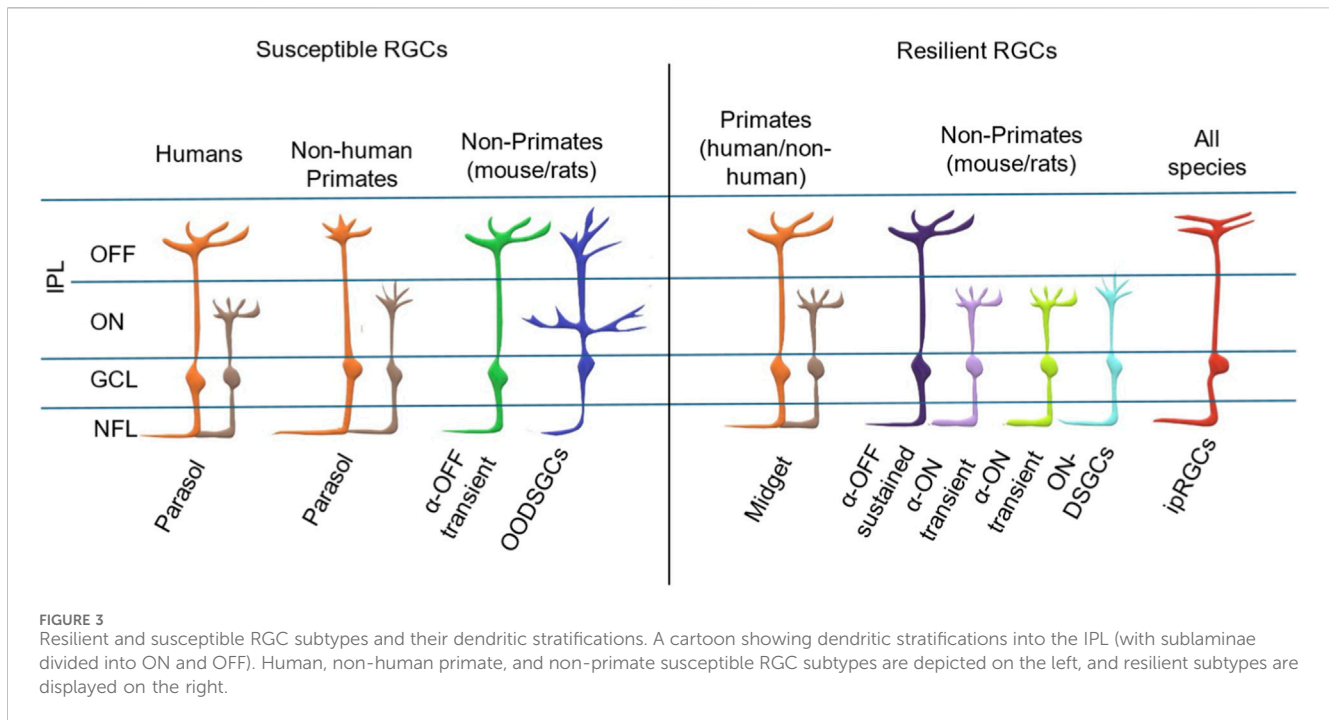 Susceptible RGCs
Resilient RGCs
Humans
Non-human
Primates
Non-Primates
(mouse/rats)
Primates
(human/non-
human)
Non-Primates
(mouse/rats)
All
species
IPL
OFF
ON
GCL
NFL
Parasol
Parasol
α-OFF
transient
OODSGCs
Midget
α-OFF
sustained
α-ON
transient
α-ON
transient
ON-
DSGCs
ipRGCs
FIGURE 3
Resilient and susceptible RGC subtypes and their dendritic stratifications. A cartoon showing dendritic stratifications into the IPL (with sublaminae
divided into ON and OFF). Human, non-human primate, and non-primate susceptible RGC subtypes are depicted on the left, and resilient subtypes are
displayed on the right.